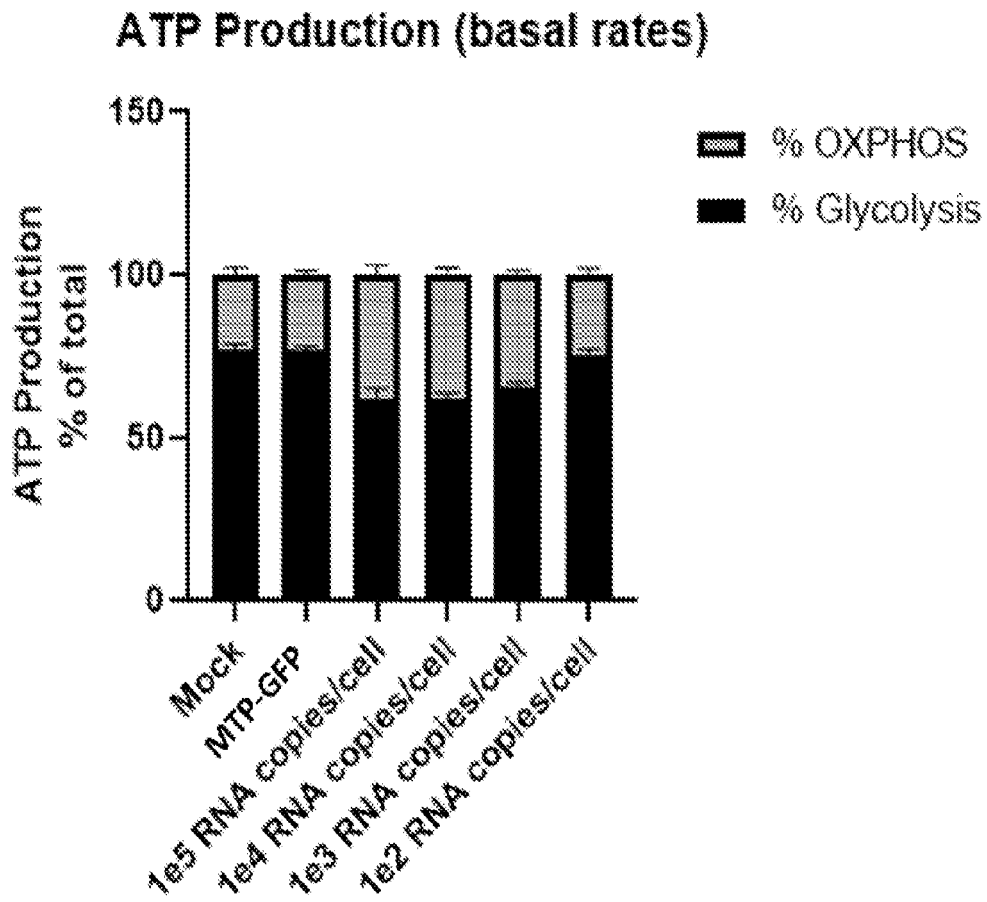 ATP Production (basal rates)
% OXPHOS
% Glycolysis
ATP Production
% of total
150
100
50
0
Mock
MTP-GFP
1e5 RNA copies/cell
1e4 RNA copies/cell
1e3 RNA copies/cell
1e2 RNA copies/cell